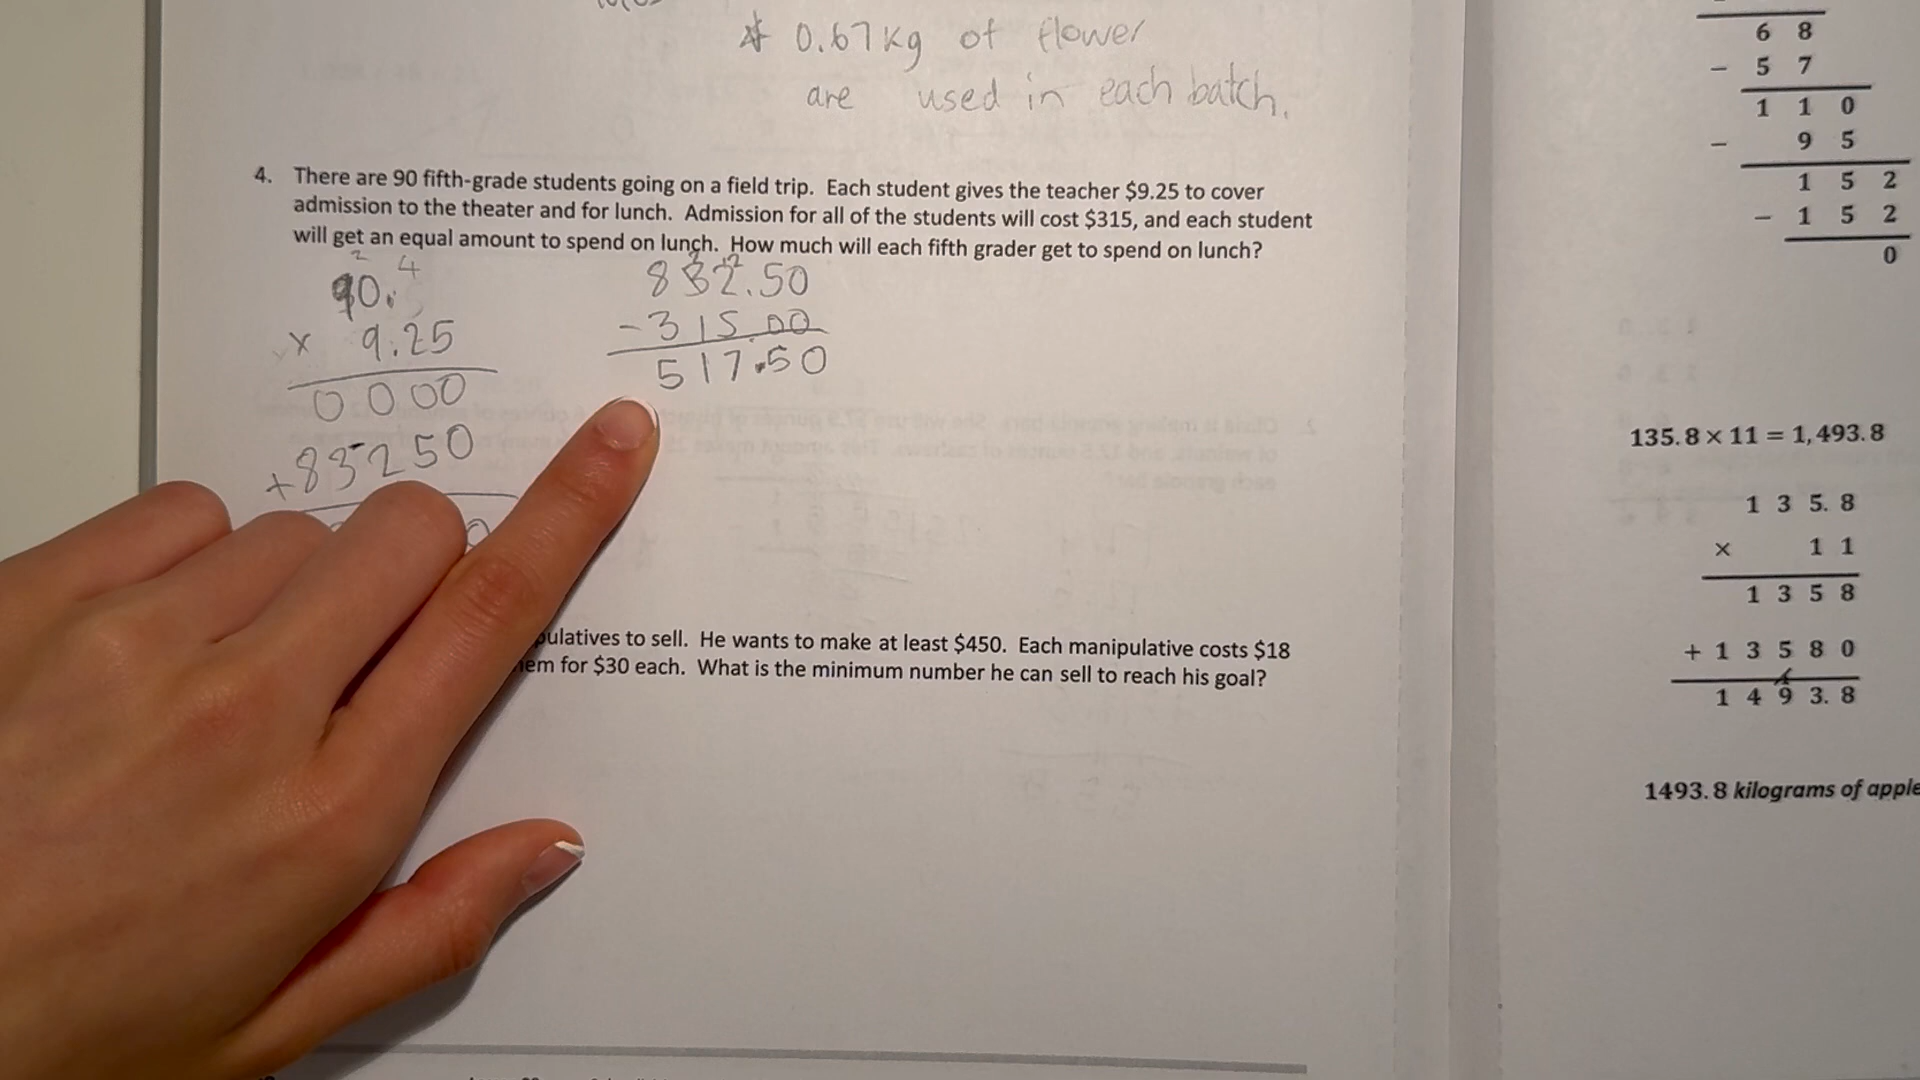 * 0.67kg of flower
are used in each batch.
4. There are 90 fifth-grade students going on a field trip. Each student gives the teacher $9.25 to cover
admission to the theater and for lunch. Admission for all of the students will cost $315, and each student
will get an equal amount to spend on lunch. How much will each fifth grader get to spend on lunch?
2 4
90.
x 9.25
0000
+83250
0
2 12
832.50
-315 00
517.50
pulatives to sell. He wants to make at least $450. Each manipulative costs $18
em for $30 each. What is the minimum number he can sell to reach his goal?
6 8
− 5 7
1 1 0
− 9 5
1 5 2
− 1 5 2
0
135.8 × 11 = 1,493.8
1 3 5. 8
× 1 1
1 3 5 8
+ 1 3 5 8 0
1 4 9 3. 8
1493.8 kilograms of apple